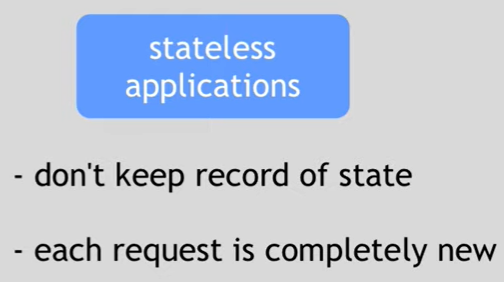 stateless
applications
- don't keep record of state
- each request is completely new